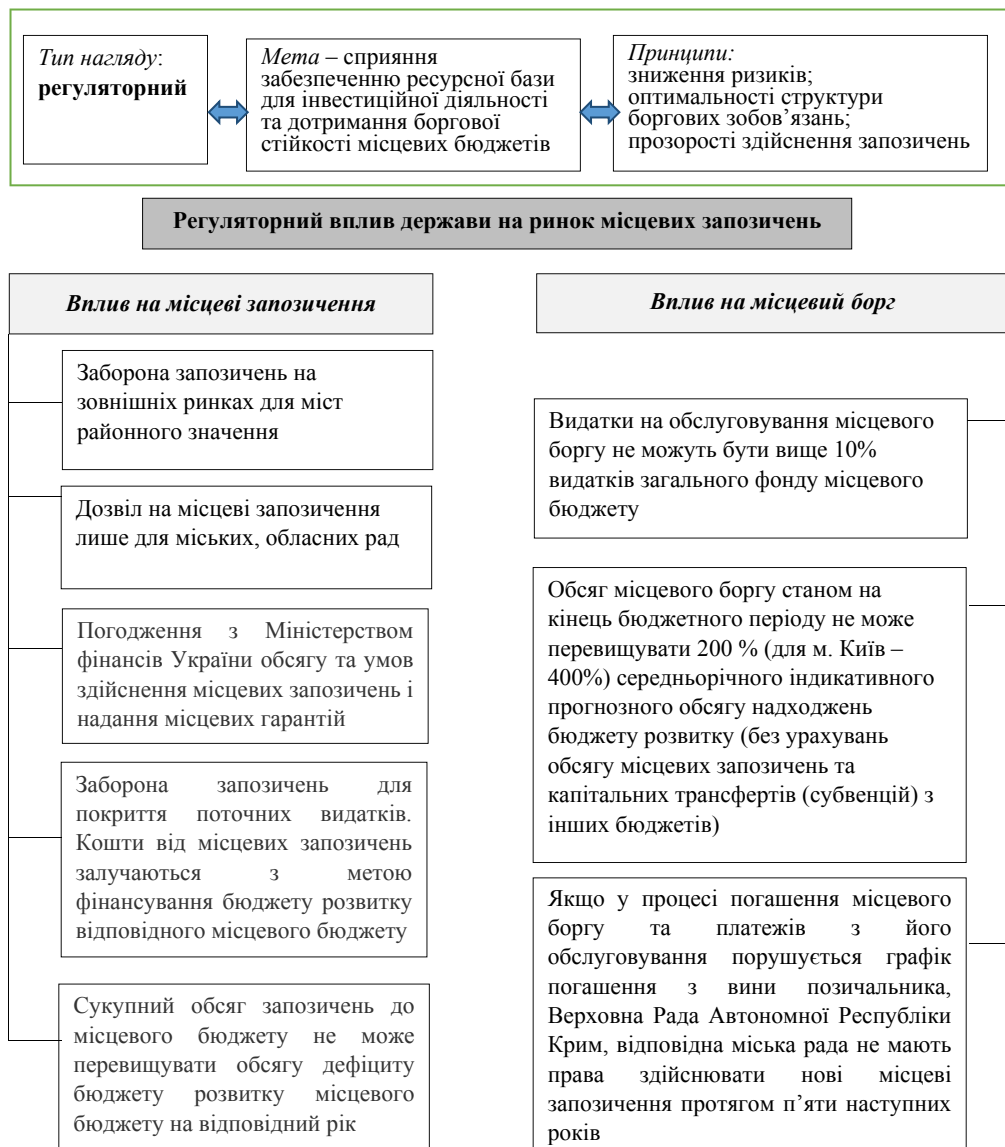 Тип нагляду:
регуляторний
Мета – сприяння
забезпеченню ресурсної бази
для інвестиційної діяльності
та дотримання боргової
стійкості місцевих бюджетів
Принципи:
зниження ризиків;
оптимальності структури
боргових зобов’язань;
прозорості здійснення запозичень
Регуляторний вплив держави на ринок місцевих запозичень
Вплив на місцеві запозичення
Заборона запозичень на
зовнішніх ринках для міст
районного значення
Дозвіл на місцеві запозичення
лише для міських, обласних рад
Погодження з Міністерством
фінансів України обсягу та умов
здійснення місцевих запозичень і
надання місцевих гарантій
Заборона запозичень для
покриття поточних видатків.
Кошти від місцевих запозичень
залучаються з метою
фінансування бюджету розвитку
відповідного місцевого бюджету
Сукупний обсяг запозичень до
місцевого бюджету не може
перевищувати обсягу дефіциту
бюджету розвитку місцевого
бюджету на відповідний рік
Вплив на місцевий борг
Видатки на обслуговування місцевого
боргу не можуть бути вище 10%
видатків загального фонду місцевого
бюджету
Обсяг місцевого боргу станом на
кінець бюджетного періоду не може
перевищувати 200 % (для м. Київ –
400%) середньорічного індикативного
прогнозного обсягу надходжень
бюджету розвитку (без урахувань
обсягу місцевих запозичень та
капітальних трансфертів (субвенцій) з
інших бюджетів)
Якщо у процесі погашення місцевого
боргу та платежів з його
обслуговування порушується графік
погашення з вини позичальника,
Верховна Рада Автономної Республіки
Крим, відповідна міська рада не мають
права здійснювати нові місцеві
запозичення протягом п’яти наступних
років